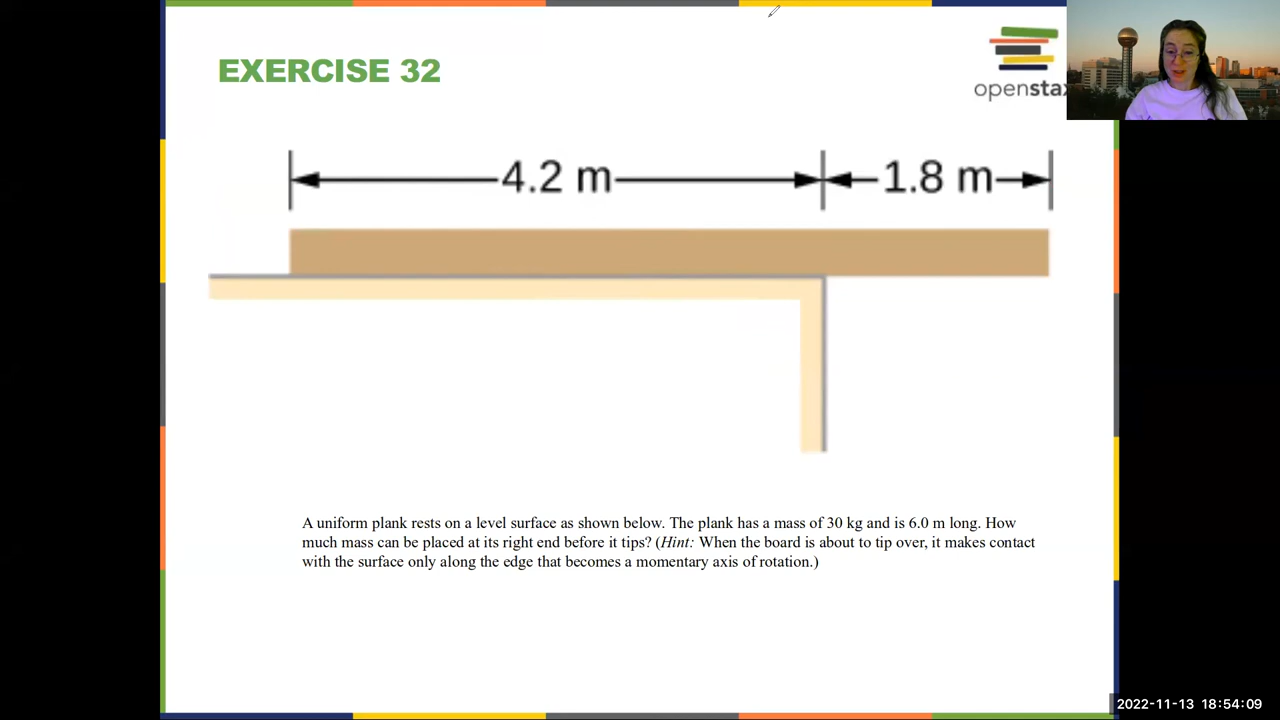 EXERCISE 32
openstax
4.2 m
1.8 m
A uniform plank rests on a level surface as shown below. The plank has a mass of 30 kg and is 6.0 m long. How
much mass can be placed at its right end before it tips? (Hint: When the board is about to tip over, it makes contact
with the surface only along the edge that becomes a momentary axis of rotation.)
2022-11-13 18:54:09